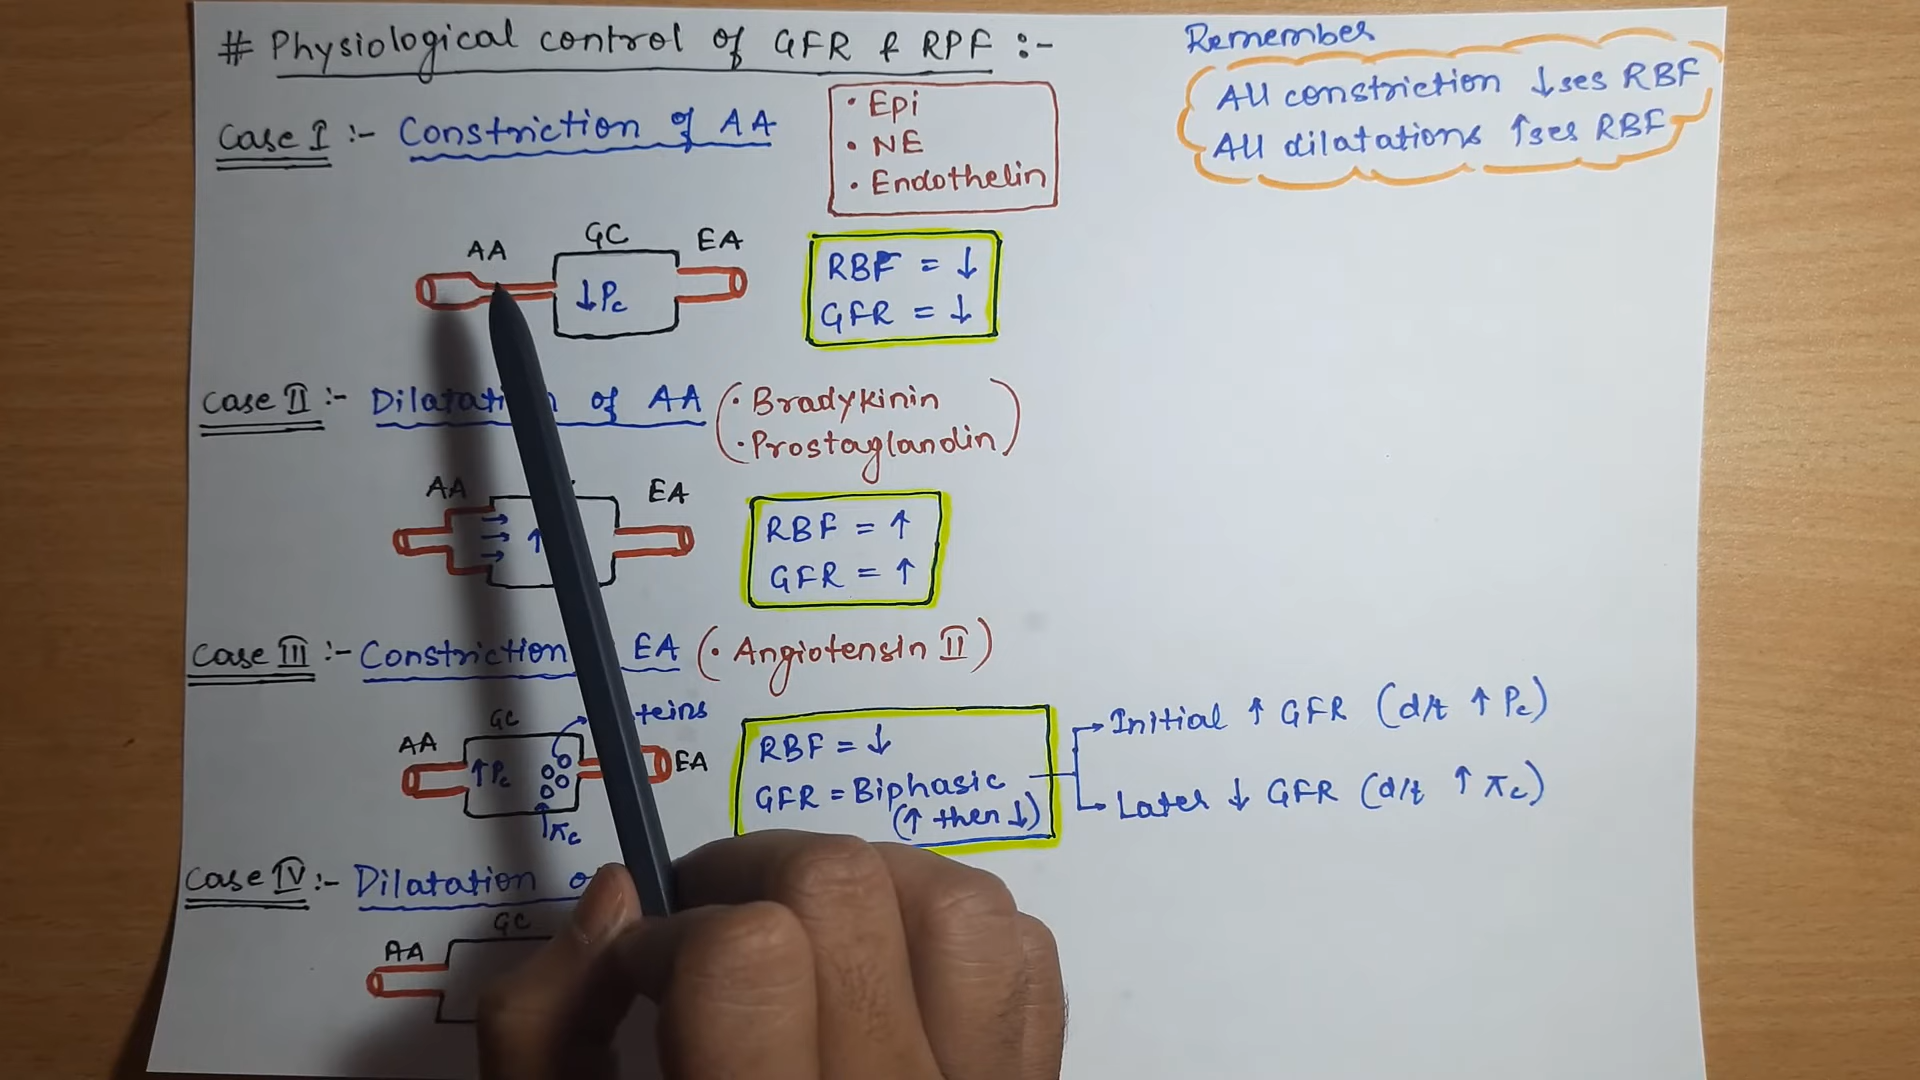 # Physiological control of GFR & RPF :-
Remember
All constriction ↓ses RBF
All dilatations ↑ses RBF
Case I :- Constriction of AA
• Epi
• NE
• Endothelin
AA GC EA
↓Pc
RBF = ↓
GFR = ↓
Case II :- of AA
• Bradykinin
• Prostaglandin
AA EA
↑
RBF = ↑
GFR = ↑
Case III :- Constriction EA (• Angiotensin II)
GC
AA ↑Pc EA
πc
RBF = ↓
GFR = Biphasic
(↑ then ↓)
Initial ↑ GFR (d/t ↑ Pc)
Later ↓ GFR (d/t ↑ πc)
Case IV :- Dilatation
GC
AA